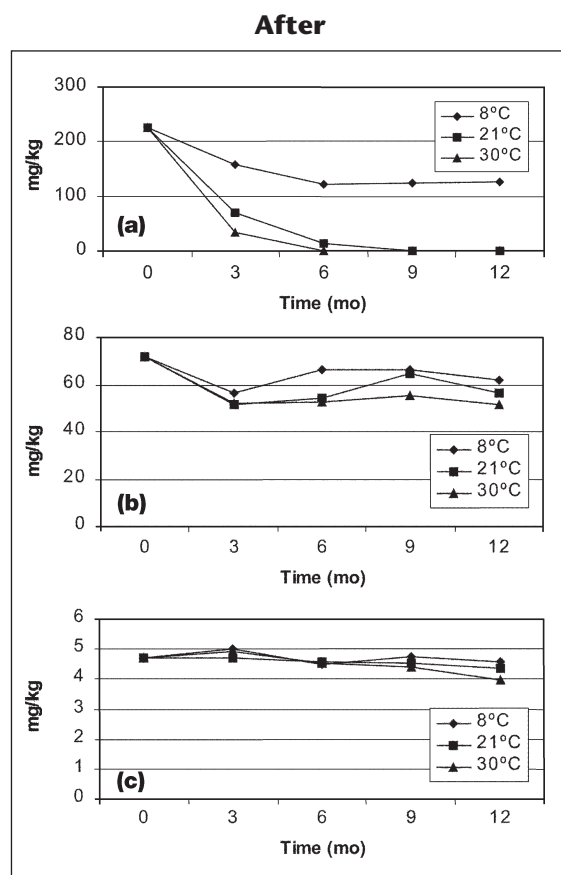 After
300
200
100
0
mg/kg
8°C
21°C
30°C
(a)
0 3 6 9 12
Time (mo)
80
60
40
20
0
mg/kg
8°C
21°C
30°C
(b)
0 3 6 9 12
Time (mo)
6
5
4
3
2
1
0
mg/kg
8°C
21°C
30°C
(c)
0 3 6 9 12
Time (mo)